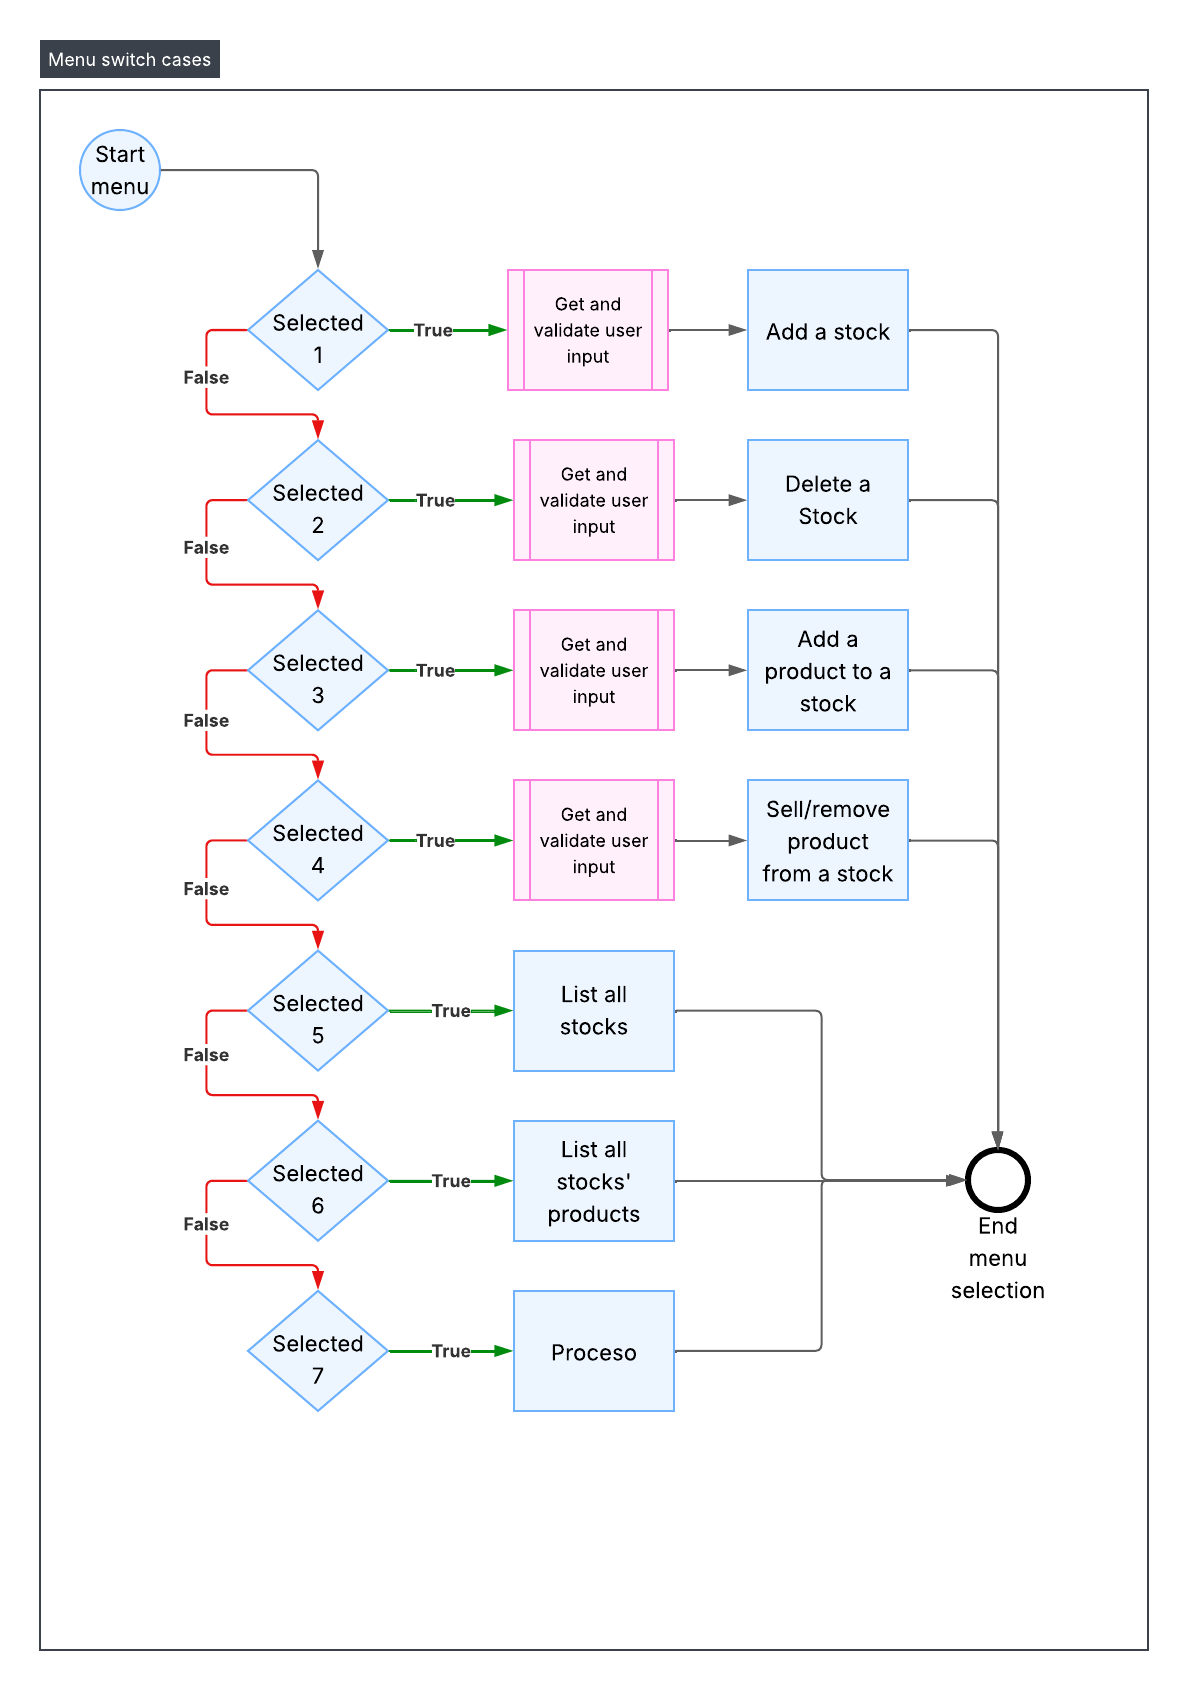 Menu switch cases
Start
menu
Selected
1
True
Get and
validate user
input
Add a stock
False
Selected
2
True
Get and
validate user
input
Delete a
Stock
False
Selected
3
True
Get and
validate user
input
Add a
product to a
stock
False
Selected
4
True
Get and
validate user
input
Sell/remove
product
from a stock
False
Selected
5
True
List all
stocks
False
Selected
6
True
List all
stocks'
products
End
menu
selection
False
Selected
7
True
Proceso